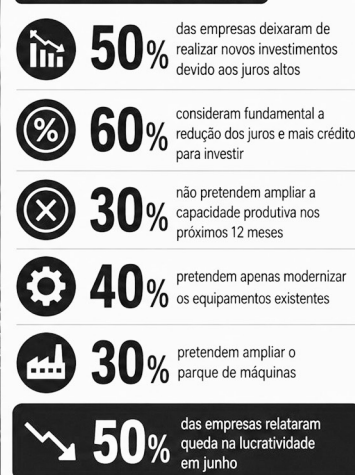 50%
das empresas deixaram de
realizar novos investimentos
devido aos juros altos
%
60%
consideram fundamental a
redução dos juros e mais crédito
para investir
30%
não pretendem ampliar a
capacidade produtiva nos
próximos 12 meses
40%
pretendem apenas modernizar
os equipamentos existentes
30%
pretendem ampliar o
parque de máquinas
50%
das empresas relataram
queda na lucratividade
em junho